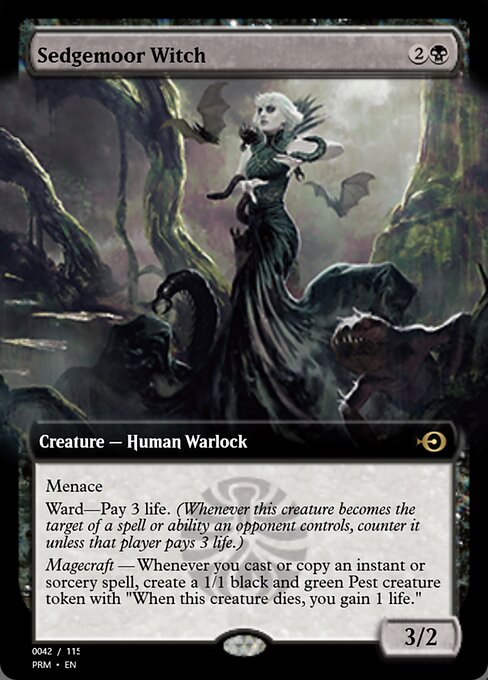 Sedgemoor Witch
2
Creature — Human Warlock
Menace
Ward—Pay 3 life. (Whenever this creature becomes the
target of a spell or ability an opponent controls, counter it
unless that player pays 3 life.)
Magecraft — Whenever you cast or copy an instant or
sorcery spell, create a 1/1 black and green Pest creature
token with "When this creature dies, you gain 1 life."
3/2
0042 / 115
PRM • EN